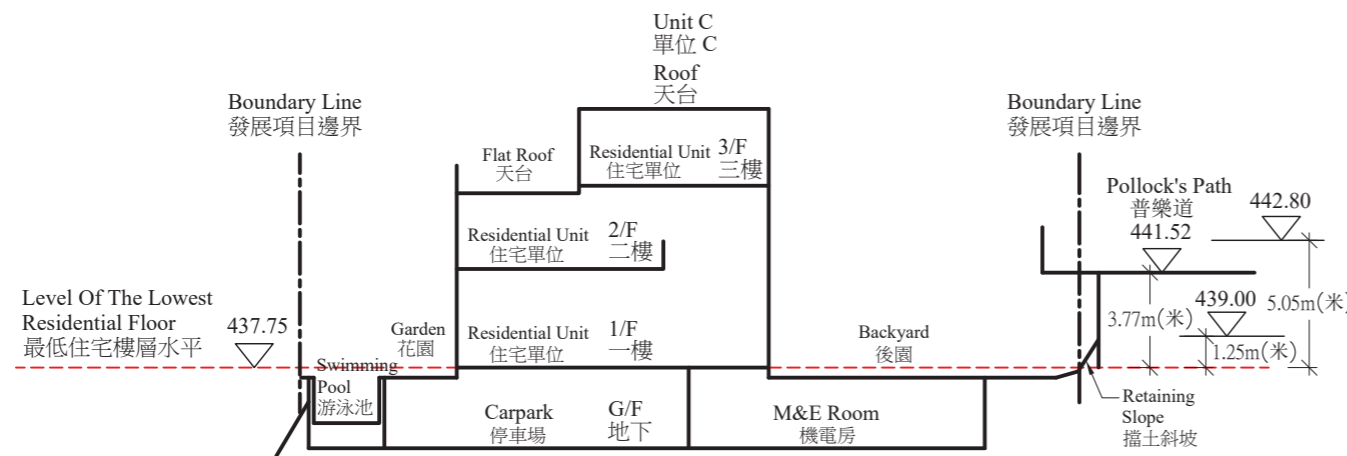 Unit C
單位 C
Roof
天台
Boundary Line
發展項目邊界
Boundary Line
發展項目邊界
Flat Roof
天台
Residential Unit 3/F
住宅單位 三樓
Pollock's Path
普樂道
441.52
442.80
Residential Unit 2/F
住宅單位 二樓
Level Of The Lowest
Residential Floor
最低住宅樓層水平
437.75
Garden
花園
Residential Unit 1/F
住宅單位 一樓
Backyard
後園
3.77m(米)
439.00
5.05m(米)
1.25m(米)
Swimming
Pool
游泳池
Carpark G/F
停車場 地下
M&E Room
機電房
Retaining
Slope
擋土斜坡